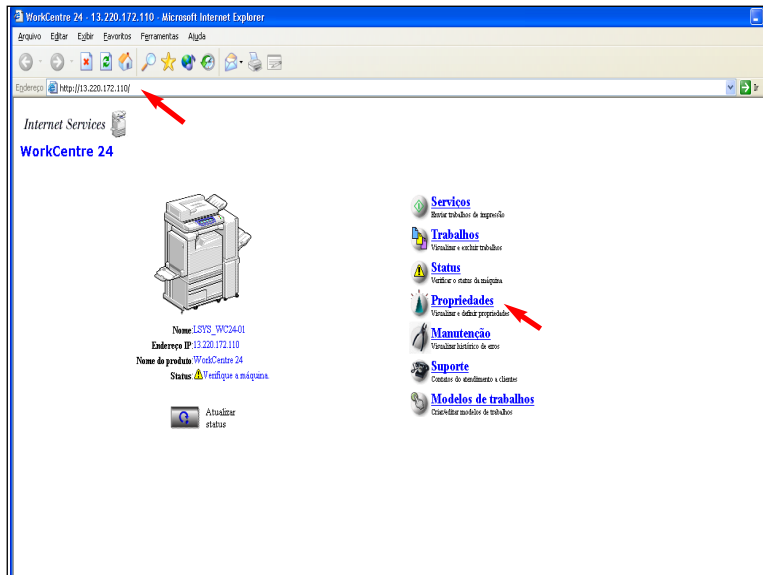 WorkCentre 24 - 13.220.172.110 - Microsoft Internet Explorer
Arquivo Editar Exibir Favoritos Ferramentas Ajuda
Endereço http://13.220.172.110/ Ir
Internet Services
WorkCentre 24
Serviços
Enviar trabalhos de impressão
Trabalhos
Visualizar e excluir trabalhos
Status
Verificar o status da máquina
Propriedades
Visualizar e definir propriedades
Manutenção
Visualizar histórico de erros
Suporte
Contatos do atendimento a clientes
Modelos de trabalhos
Criar/editar modelos de trabalhos
Nome: LSYS_WC24-01
Endereço IP: 13.220.172.110
Nome do produto: WorkCentre 24
Status: Verifique a máquina.
Atualizar
status